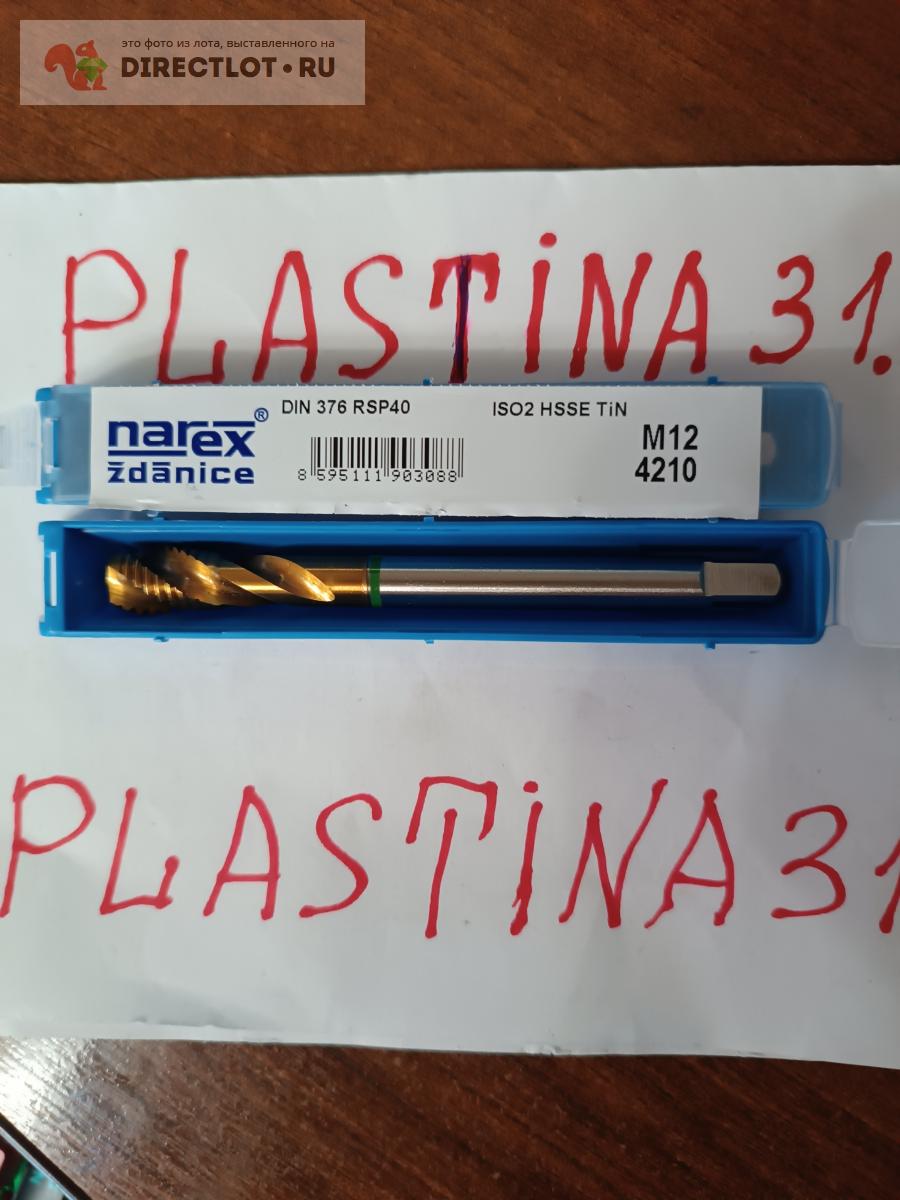 это фото из лота, выставленного на
DIRECTLOT•RU
PLASTINA 31.
narex®
ždánice
DIN 376 RSP40
ISO2 HSSE TiN
8 595111 903088
M12
4210
PLASTINA 31